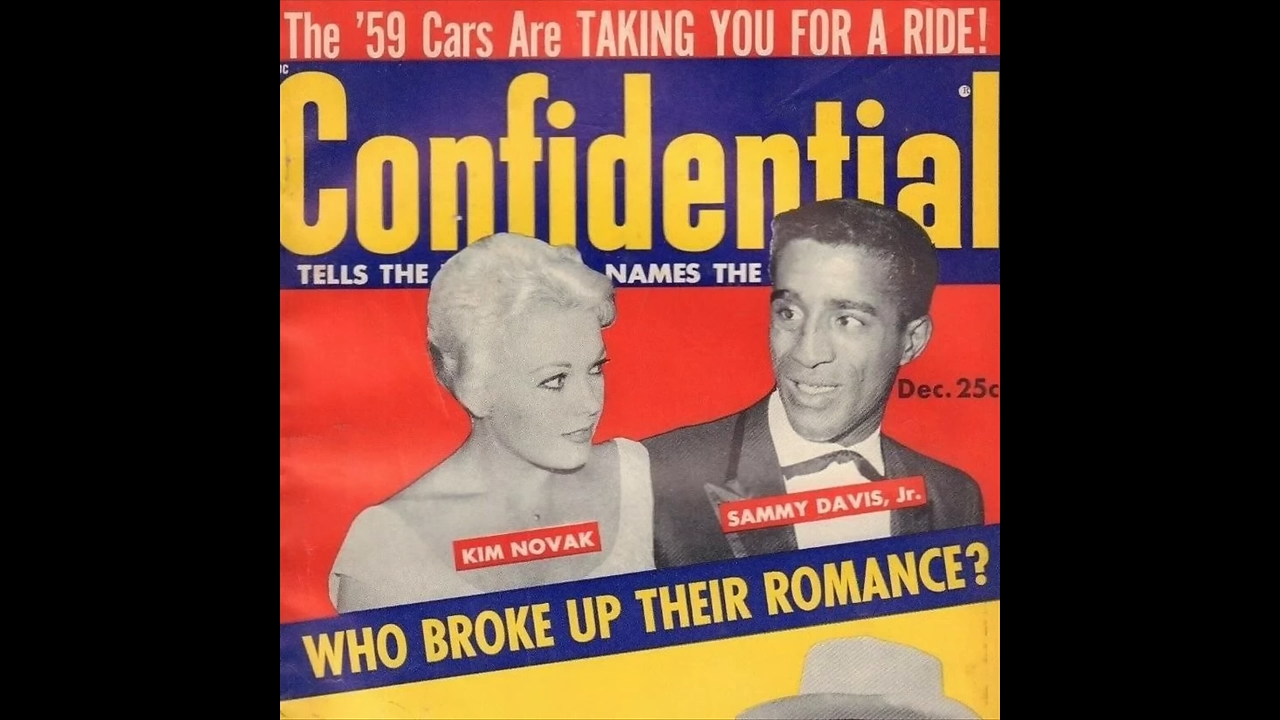 The '59 Cars Are TAKING YOU FOR A RIDE!
Confidential
®
TELLS THE NAMES THE
Dec. 25c
KIM NOVAK
SAMMY DAVIS, Jr.
WHO BROKE UP THEIR ROMANCE?